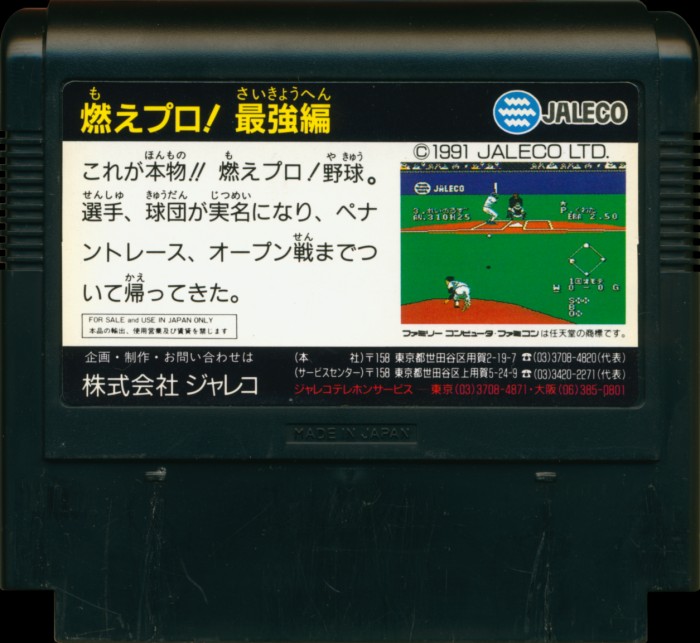 燃えプロ! 最強編
JALECO
©1991 JALECO LTD.
これが本物!! 燃えプロ!野球。
選手、球団が実名になり、ペナ
ントレース、オープン戦までつ
いて帰ってきた。
JALECO
AV.310H25
ERA 2.50
FOR SALE and USE IN JAPAN ONLY
本品の輸出、使用営業及び賃貸を禁じます
ファミリー コンピュータ・ファミコンは任天堂の商標です。
企画・制作・お問い合わせは
株式会社 ジャレコ
(本 社)〒158 東京都世田谷区用賀2-19-7 ☎(03)3708-4820(代表)
(サービスセンター)〒158 東京都世田谷区上用賀5-24-9 ☎(03)3420-2271(代表)
ジャレコテレホンサービス — 東京(03)3708-4871・大阪(06)385-0801
MADE IN JAPAN